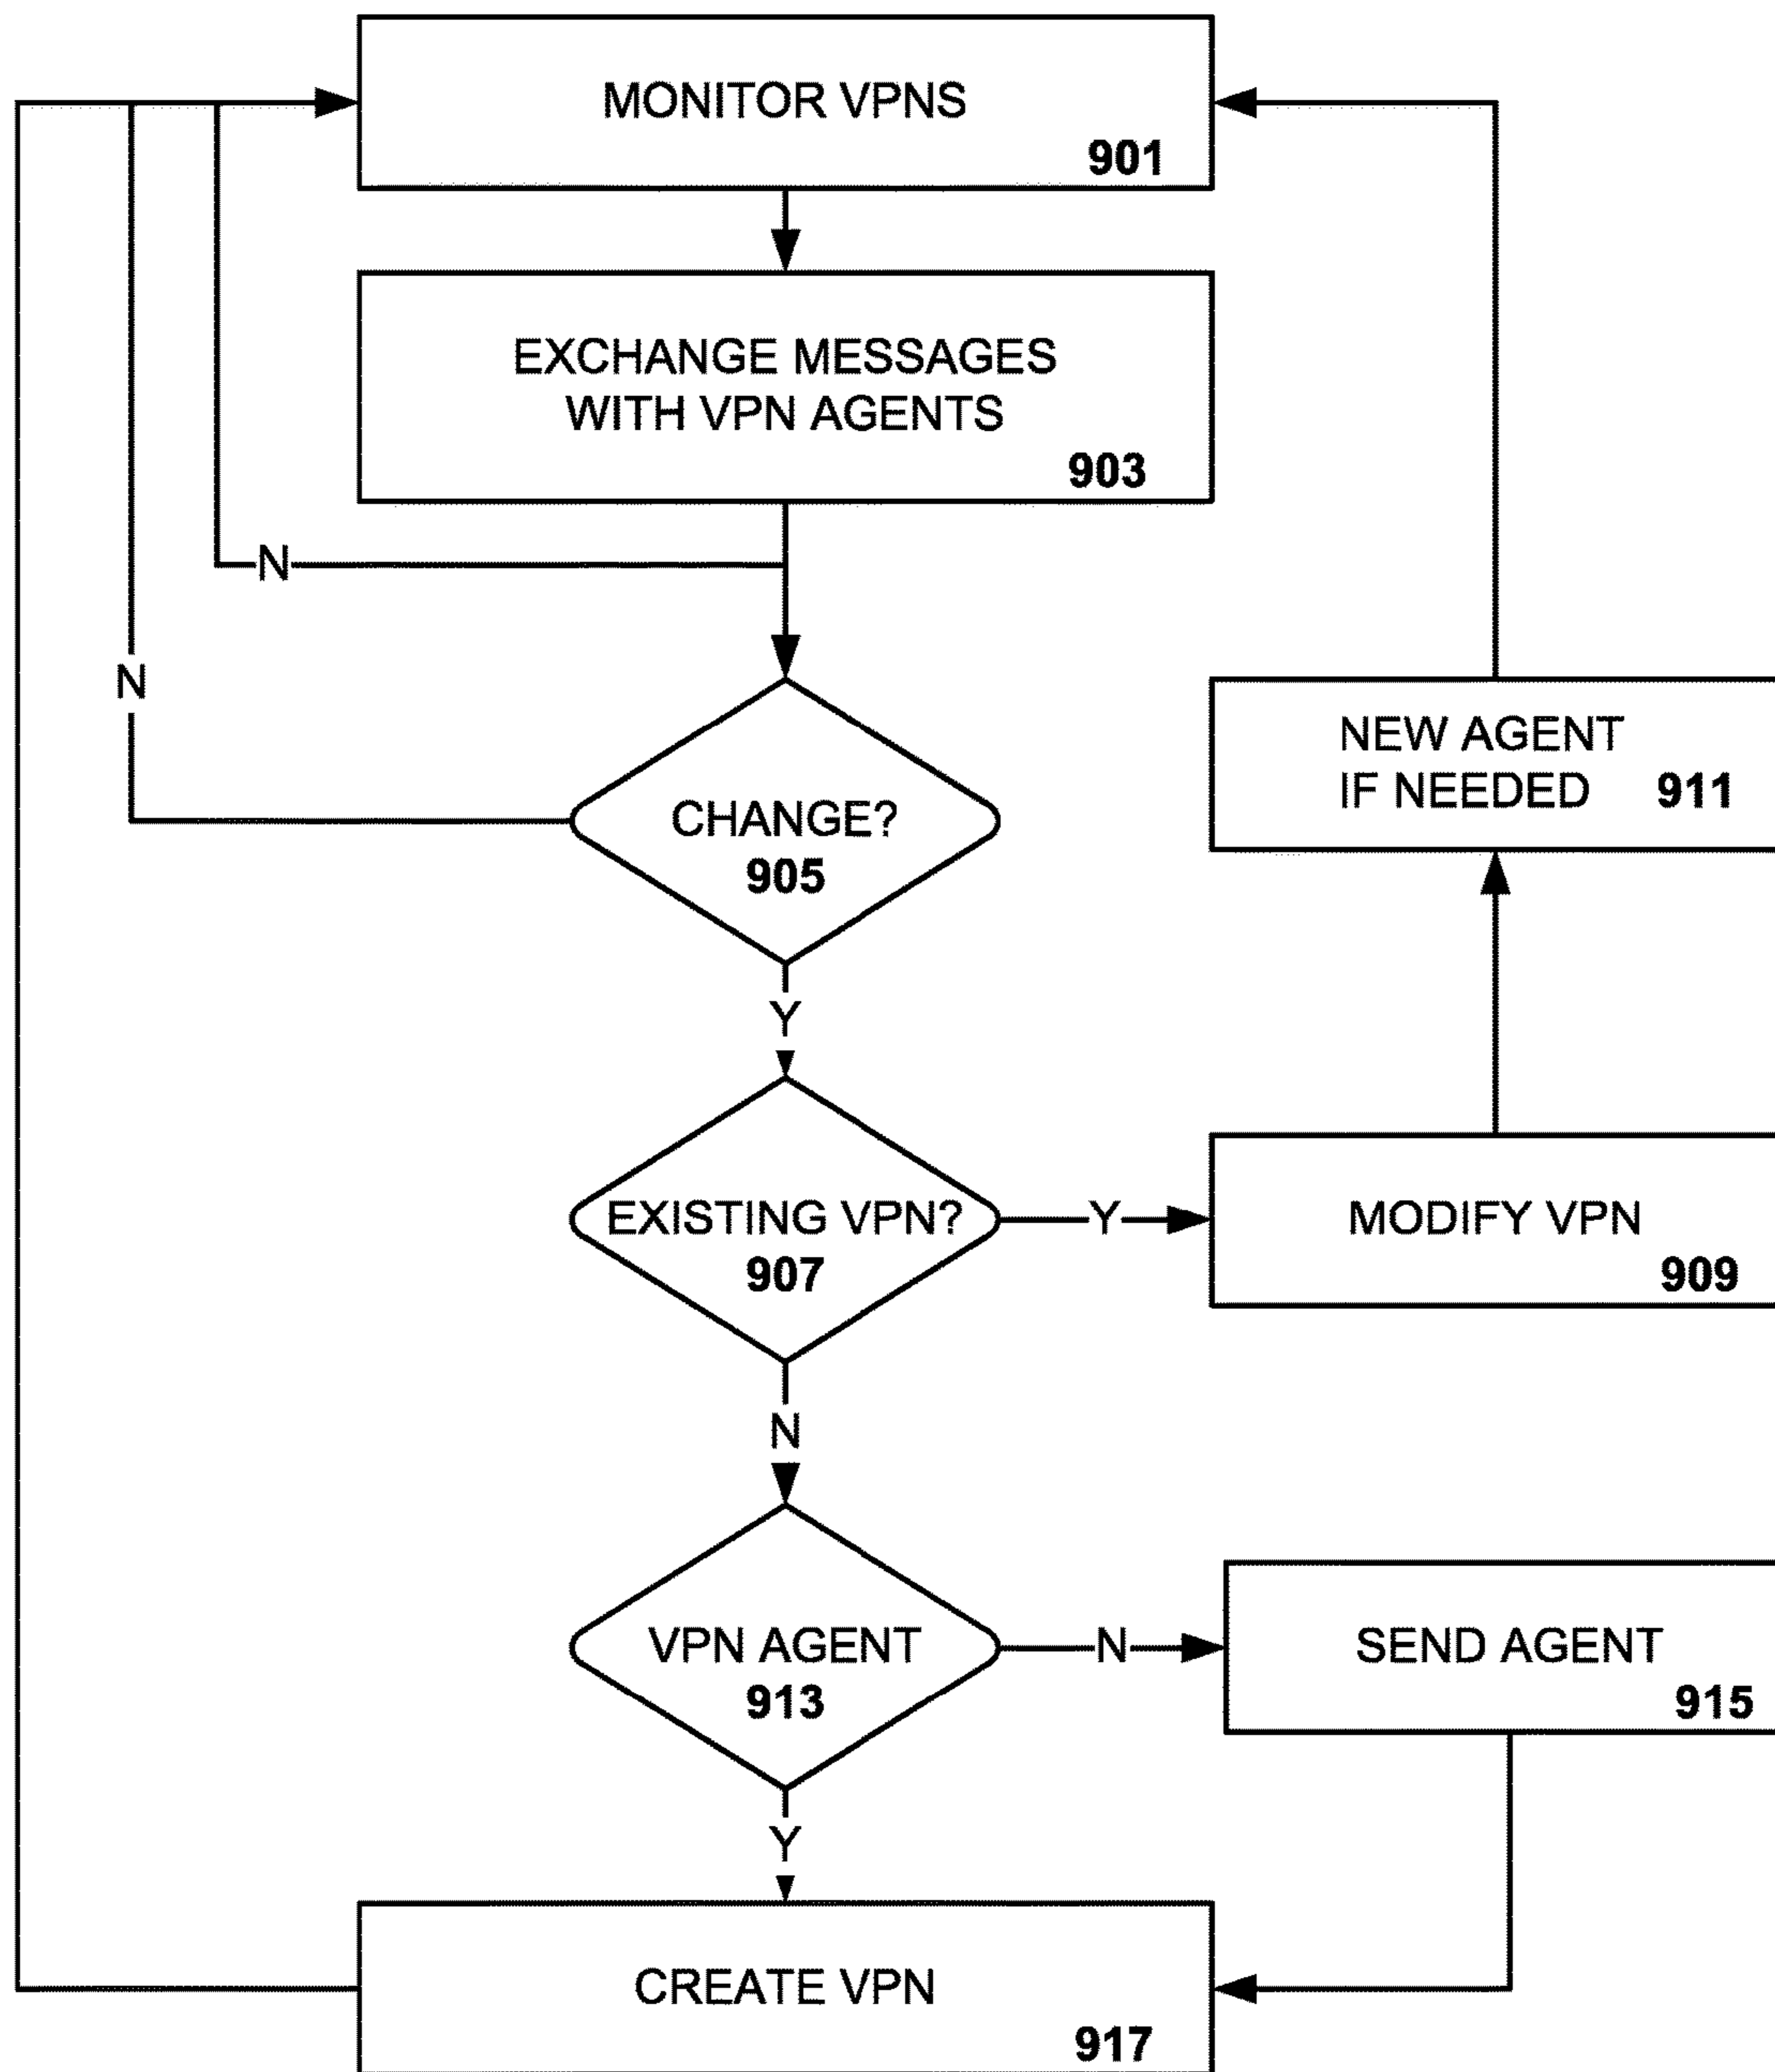 MONITOR VPNS
901
EXCHANGE MESSAGES
WITH VPN AGENTS
903
N
N
CHANGE?
905
NEW AGENT
IF NEEDED 911
Y
EXISTING VPN?
907
Y
MODIFY VPN
909
N
VPN AGENT
913
N
SEND AGENT
915
Y
CREATE VPN
917